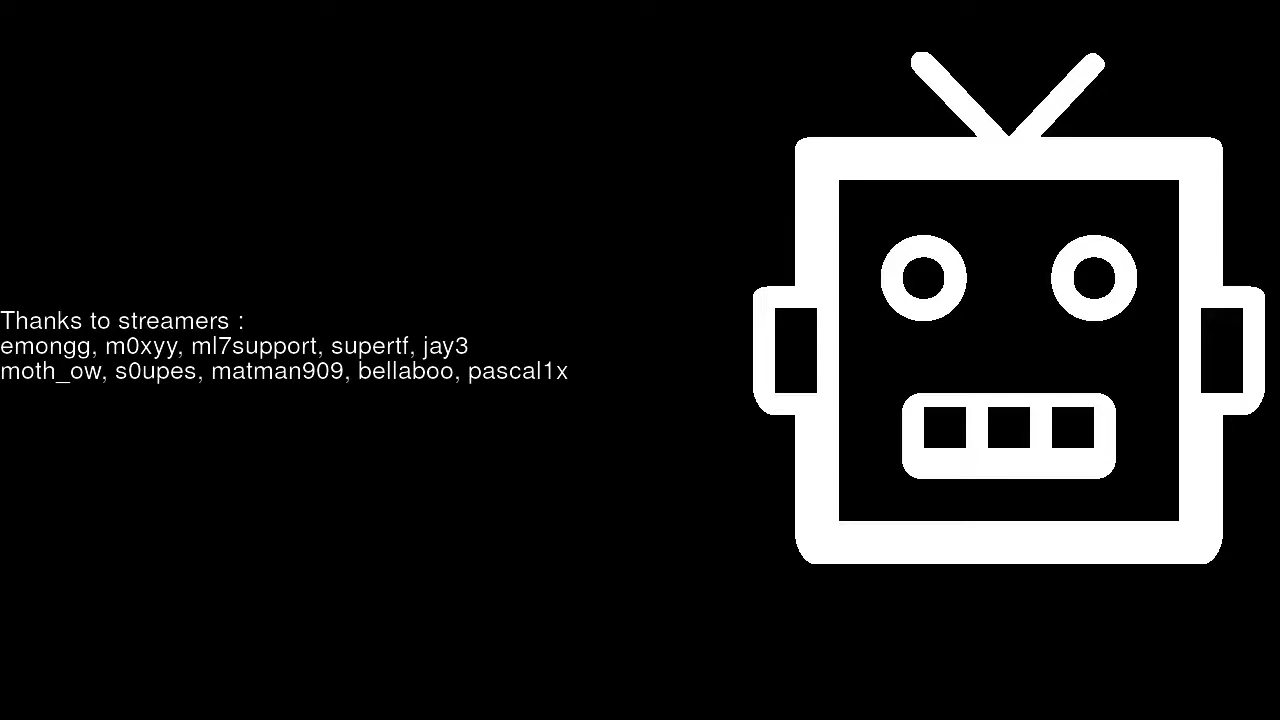 Thanks to streamers :
emongg, m0xyy, ml7support, supertf, jay3
moth_ow, s0upes, matman909, bellaboo, pascal1x